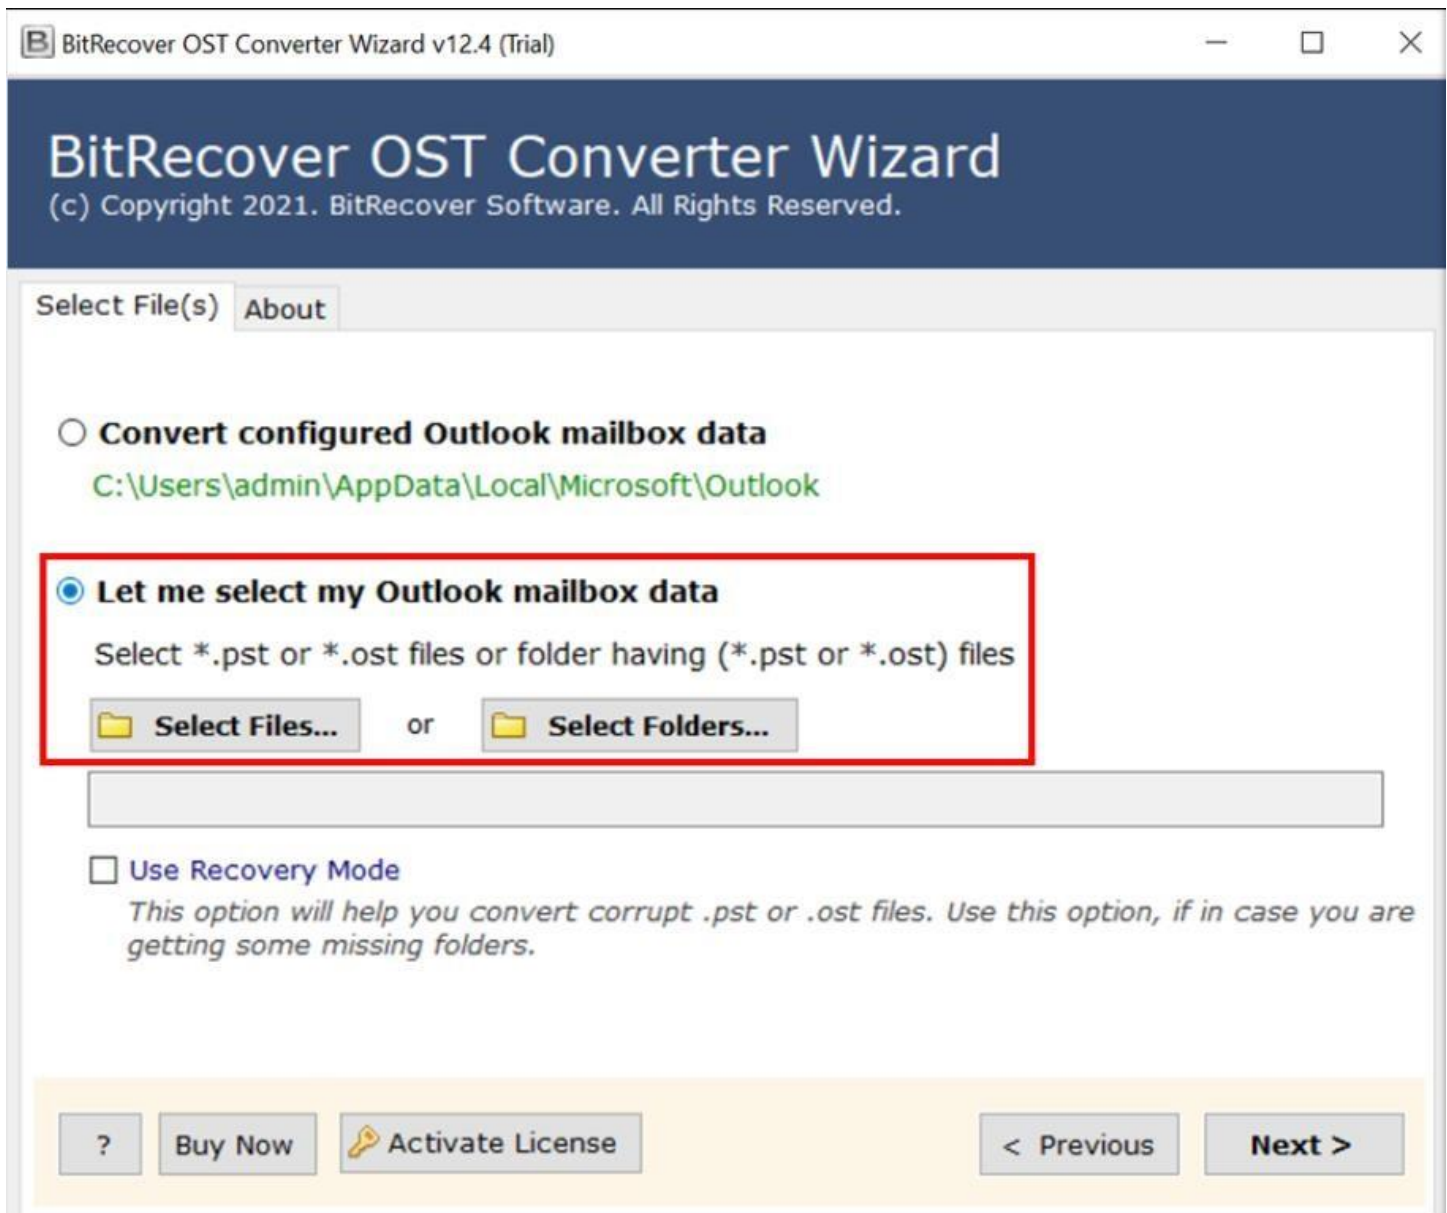 BitRecover OST Converter Wizard v12.4 (Trial)
BitRecover OST Converter Wizard
(c) Copyright 2021. BitRecover Software. All Rights Reserved.
Select File(s) About
Convert configured Outlook mailbox data
C:\Users\admin\AppData\Local\Microsoft\Outlook
Let me select my Outlook mailbox data
Select *.pst or *.ost files or folder having (*.pst or *.ost) files
Select Files... or Select Folders...
Use Recovery Mode
This option will help you convert corrupt .pst or .ost files. Use this option, if in case you are
getting some missing folders.
? Buy Now Activate License < Previous Next >